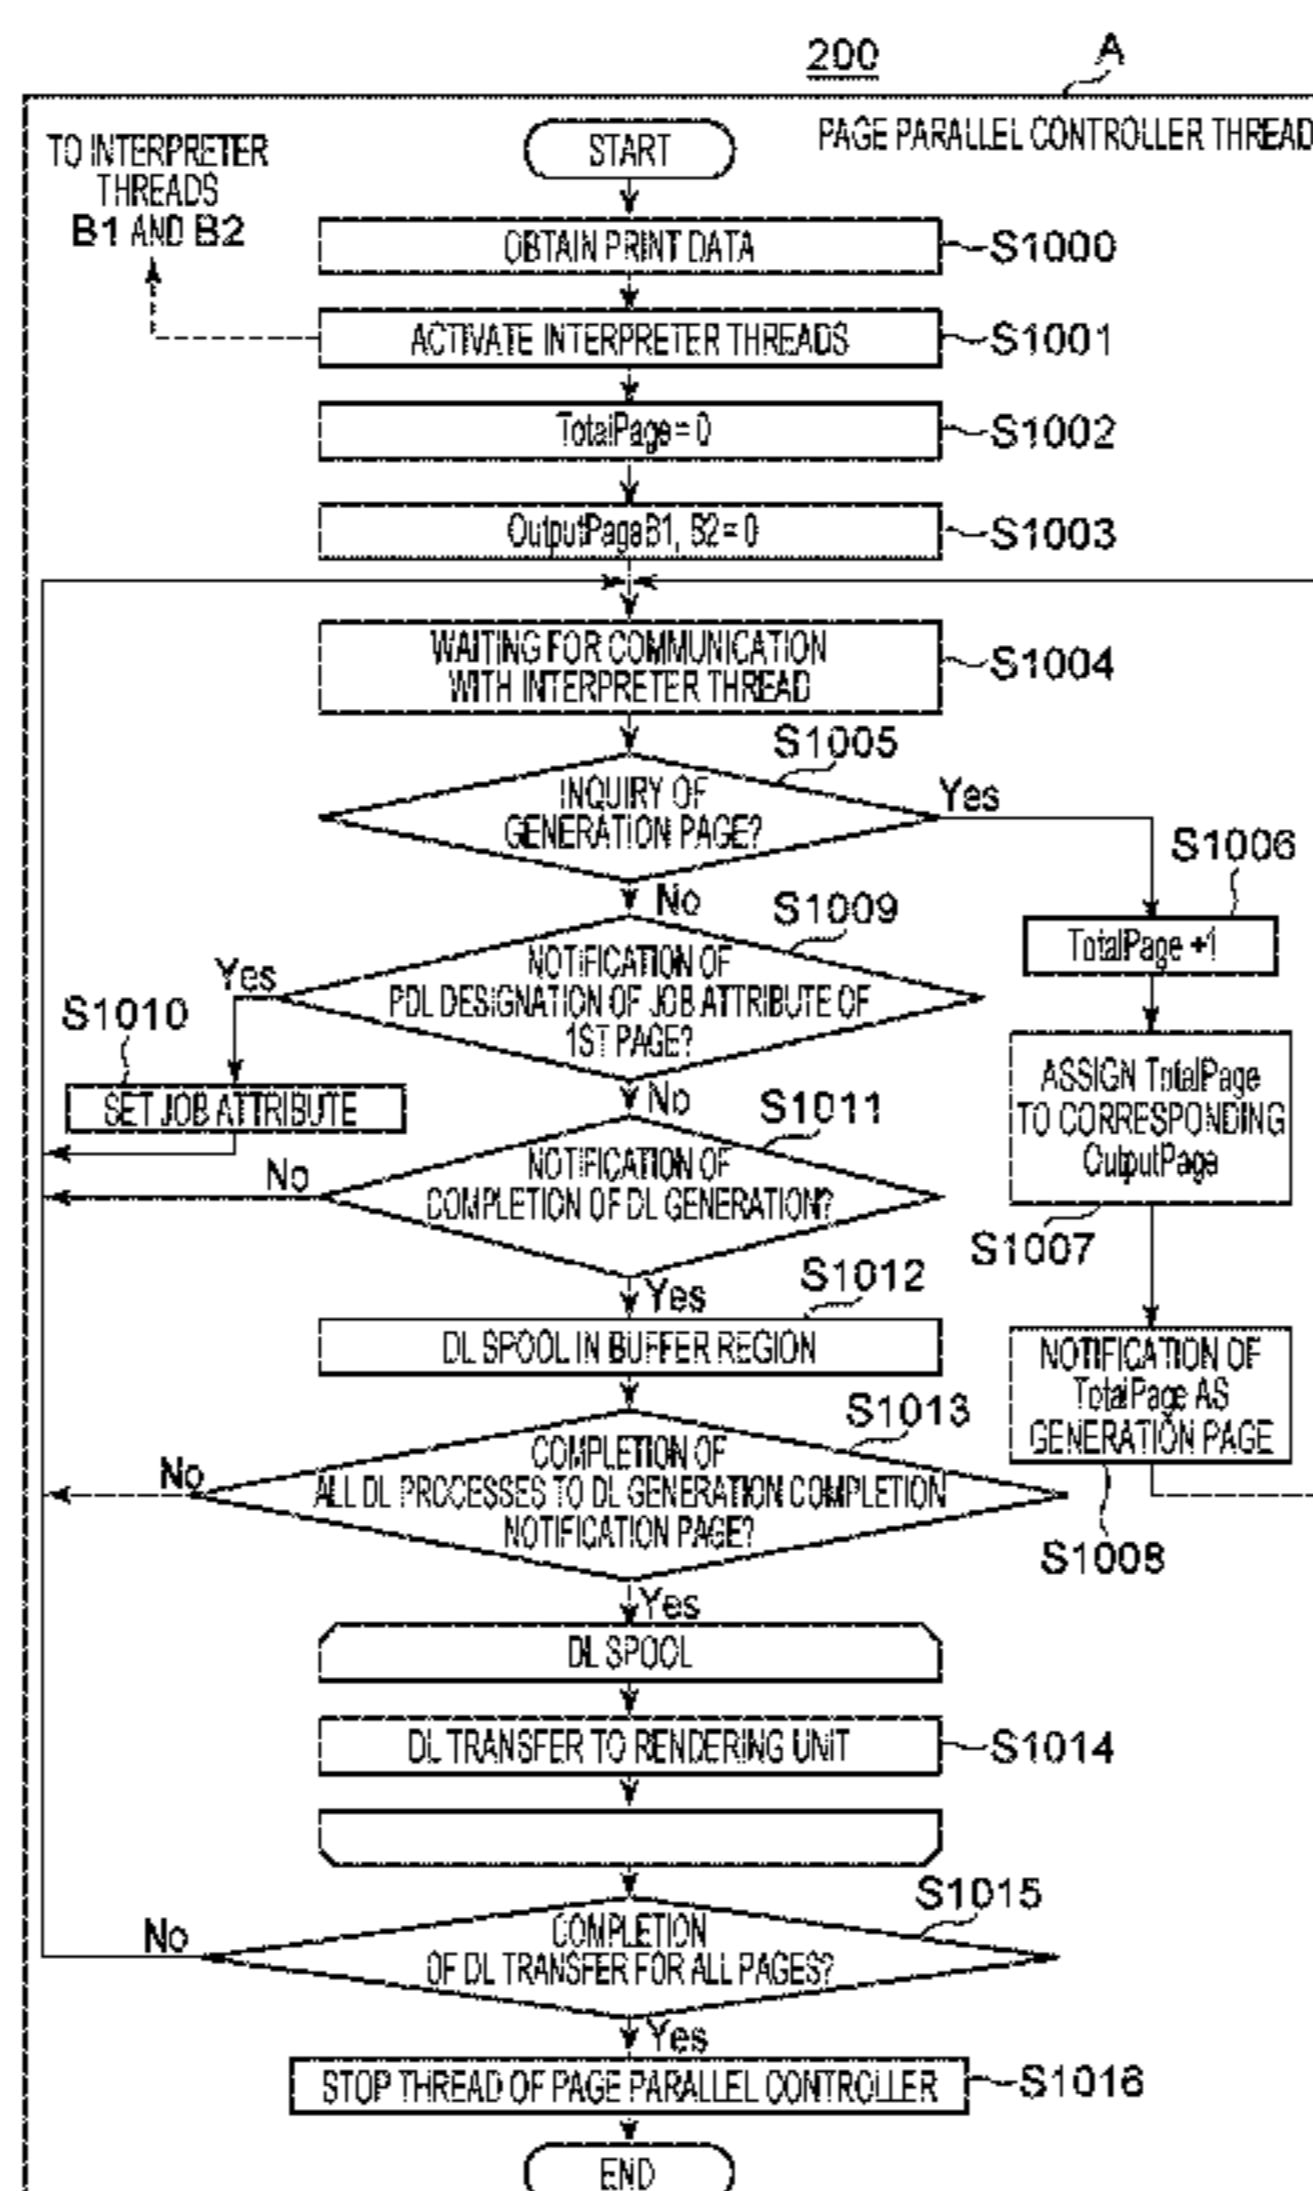 200
A
PAGE PARALLEL CONTROLLER THREAD
TO INTERPRETER
THREADS
B1 AND B2
START
OBTAIN PRINT DATA
S1000
ACTIVATE INTERPRETER THREADS
S1001
TotalPage = 0
S1002
OutputPageB1, B2 = 0
S1003
WAITING FOR COMMUNICATION
WITH INTERPRETER THREAD
S1004
S1005
INQUIRY OF
GENERATION PAGE?
Yes
No
S1006
TotalPage +1
S1009
NOTIFICATION OF
PDL DESIGNATION OF JOB ATTRIBUTE OF
1ST PAGE?
Yes
No
S1010
SET JOB ATTRIBUTE
ASSIGN TotalPage
TO CORRESPONDING
OutputPage
S1007
S1011
NOTIFICATION OF
COMPLETION OF DL GENERATION?
No
Yes
S1012
DL SPOOL IN BUFFER REGION
NOTIFICATION OF
TotalPage AS
GENERATION PAGE
S1008
S1013
COMPLETION OF
ALL DL PROCESSES TO DL GENERATION COMPLETION
NOTIFICATION PAGE?
No
Yes
DL SPOOL
DL TRANSFER TO RENDERING UNIT
S1014
S1015
COMPLETION
OF DL TRANSFER FOR ALL PAGES?
No
Yes
STOP THREAD OF PAGE PARALLEL CONTROLLER
S1016
END